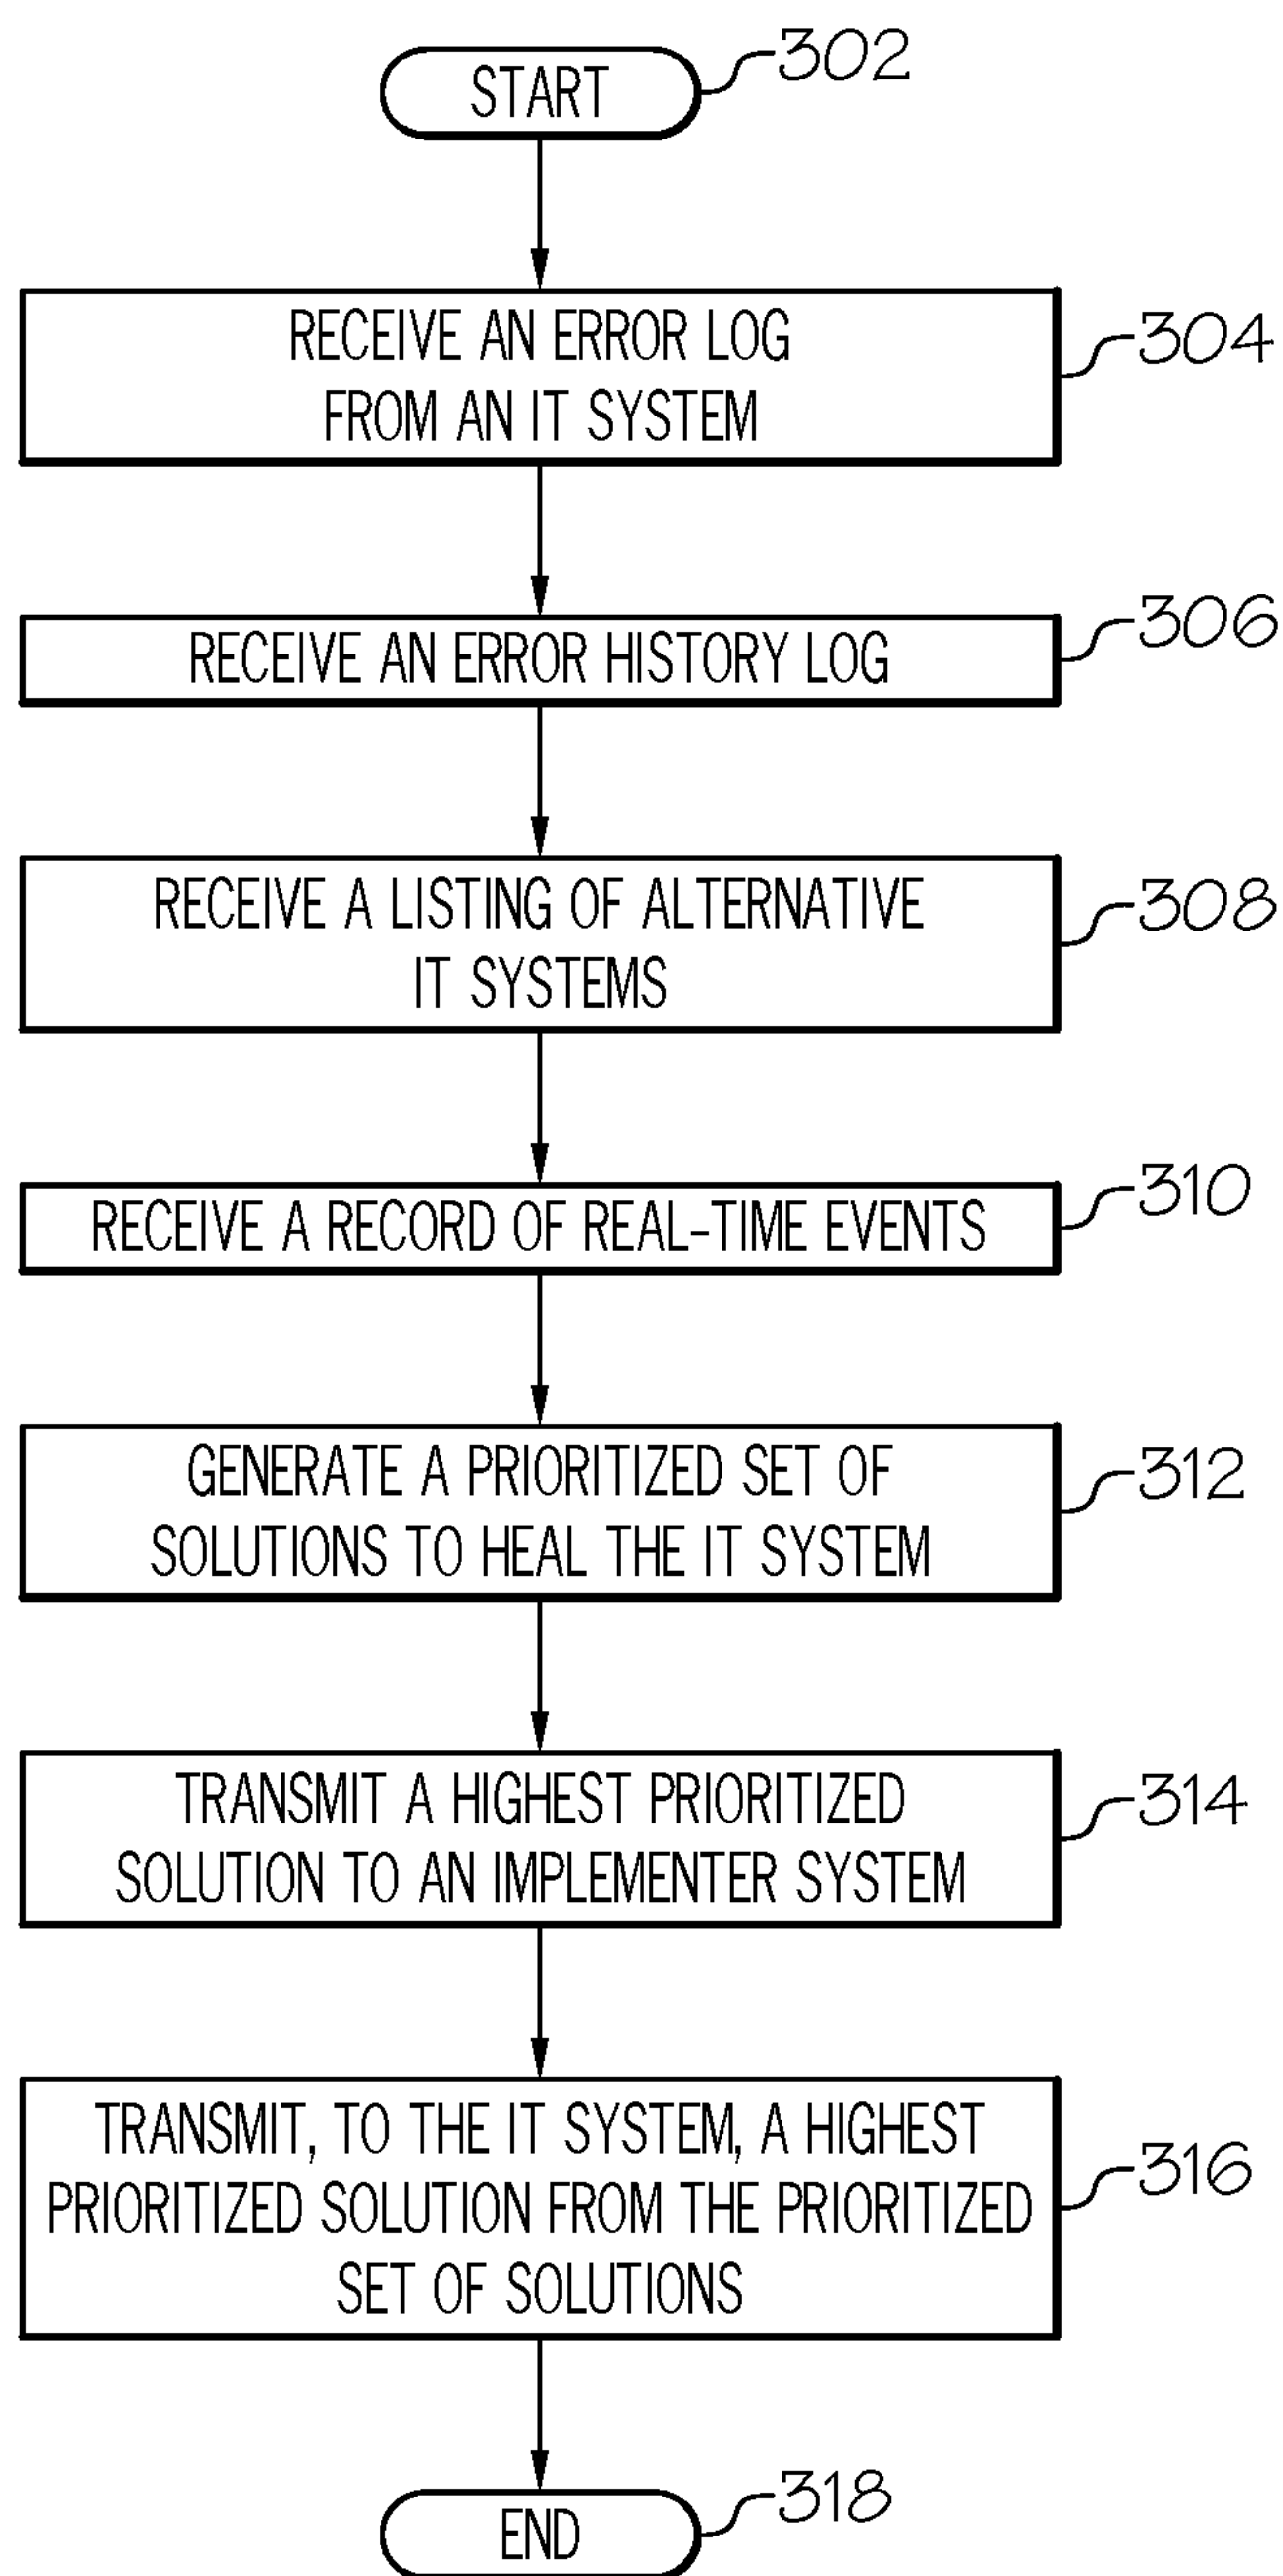 START
302
RECEIVE AN ERROR LOG
FROM AN IT SYSTEM
304
RECEIVE AN ERROR HISTORY LOG
306
RECEIVE A LISTING OF ALTERNATIVE
IT SYSTEMS
308
RECEIVE A RECORD OF REAL-TIME EVENTS
310
GENERATE A PRIORITIZED SET OF
SOLUTIONS TO HEAL THE IT SYSTEM
312
TRANSMIT A HIGHEST PRIORITIZED
SOLUTION TO AN IMPLEMENTER SYSTEM
314
TRANSMIT, TO THE IT SYSTEM, A HIGHEST
PRIORITIZED SOLUTION FROM THE PRIORITIZED
SET OF SOLUTIONS
316
END
318